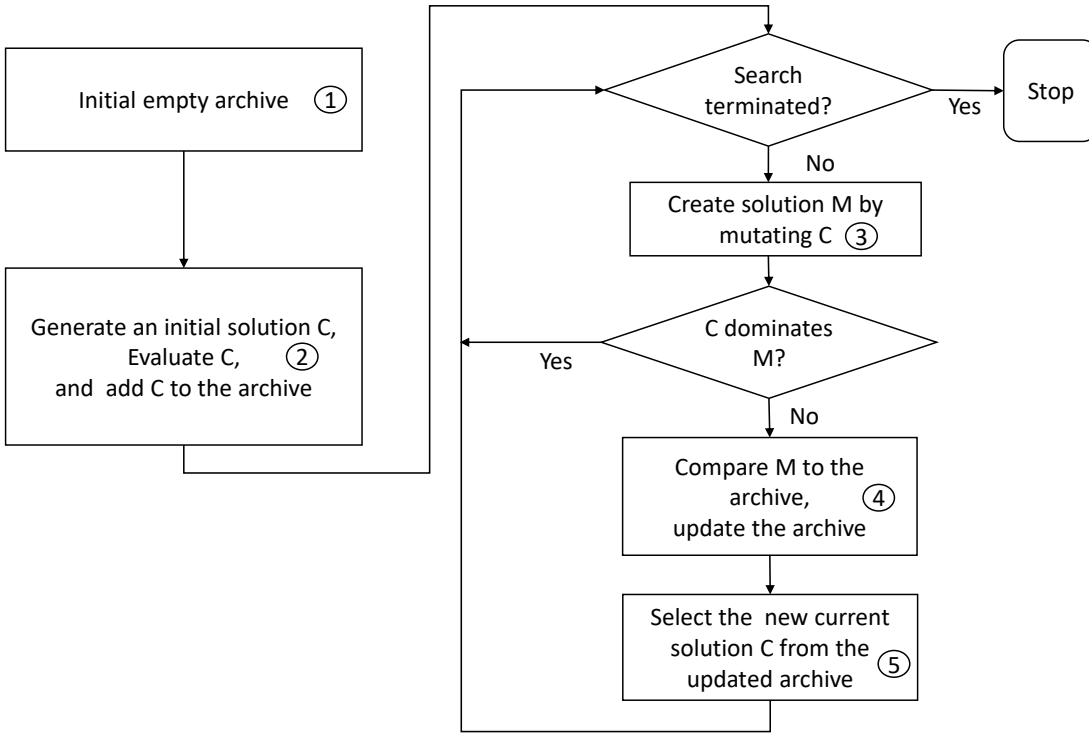 Initial empty archive ①
Generate an initial solution C,
Evaluate C, ②
and add C to the archive
Search
terminated?
Yes
Stop
No
Create solution M by
mutating C ③
C dominates
M?
Yes
No
Compare M to the
archive, ④
update the archive
Select the new current
solution C from the
updated archive ⑤